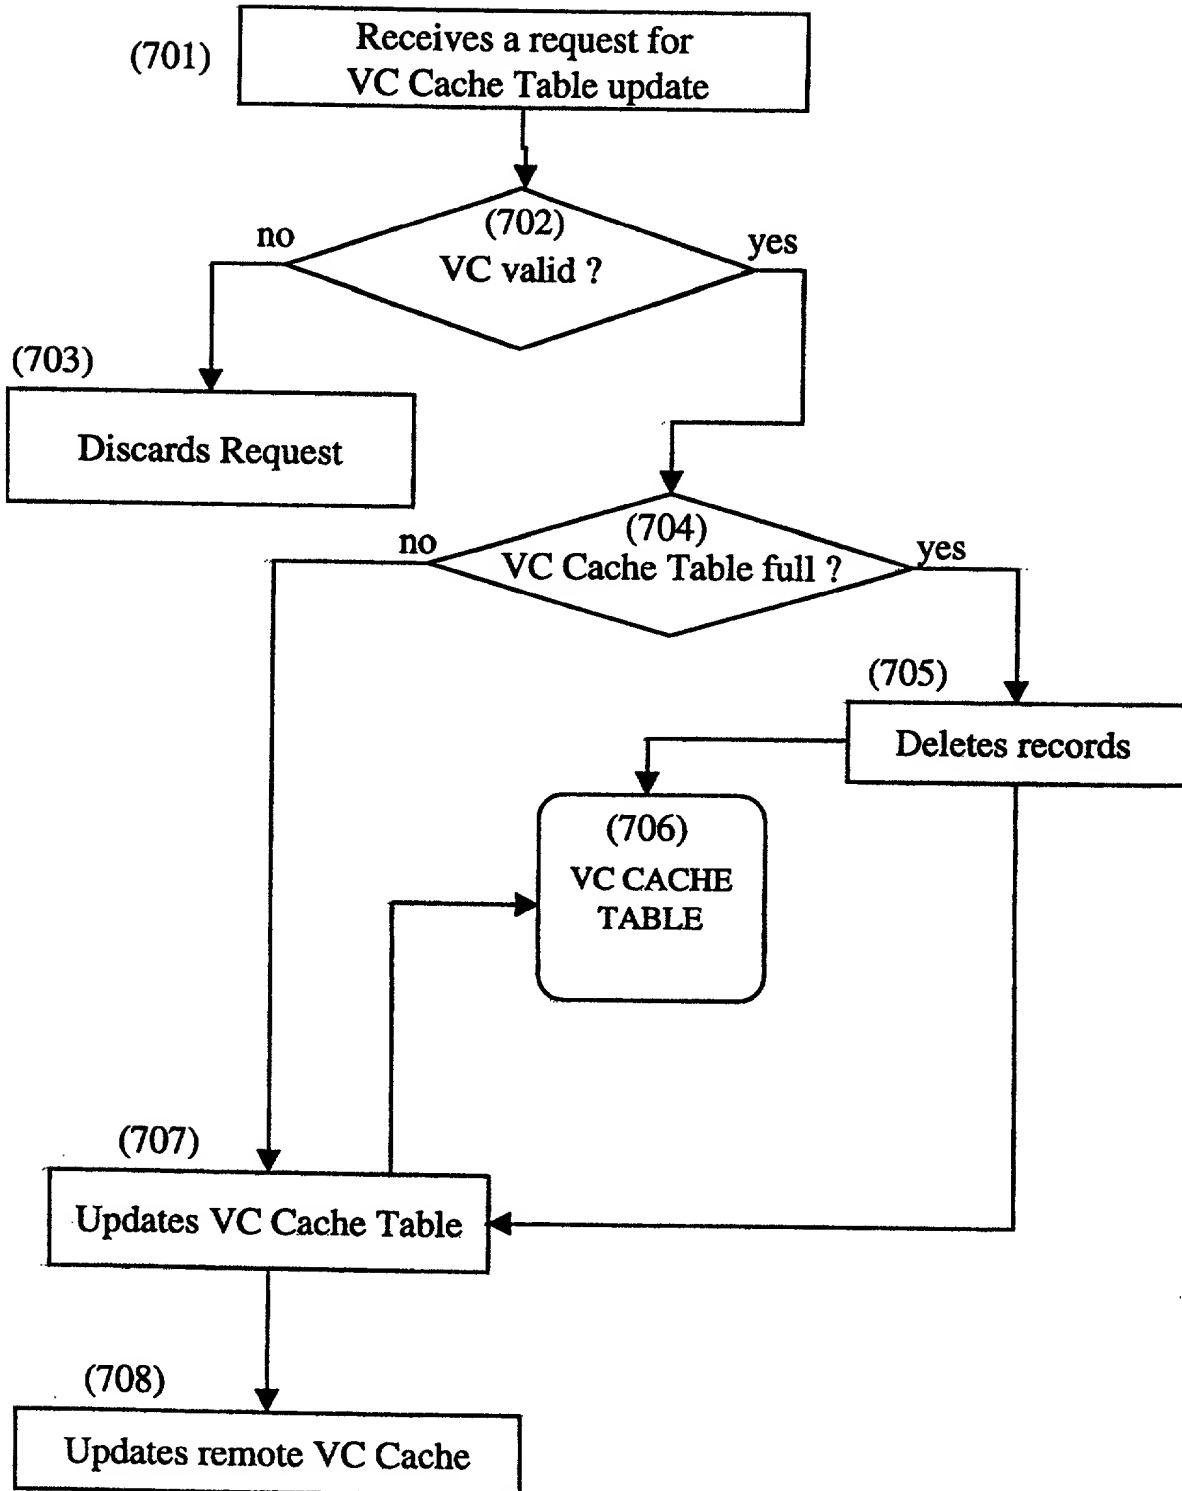 (701)
Receives a request for
VC Cache Table update
(702)
no
yes
VC valid ?
(703)
Discards Request
(704)
no
yes
VC Cache Table full ?
(705)
Deletes records
(706)
VC CACHE
TABLE
(707)
Updates VC Cache Table
(708)
Updates remote VC Cache